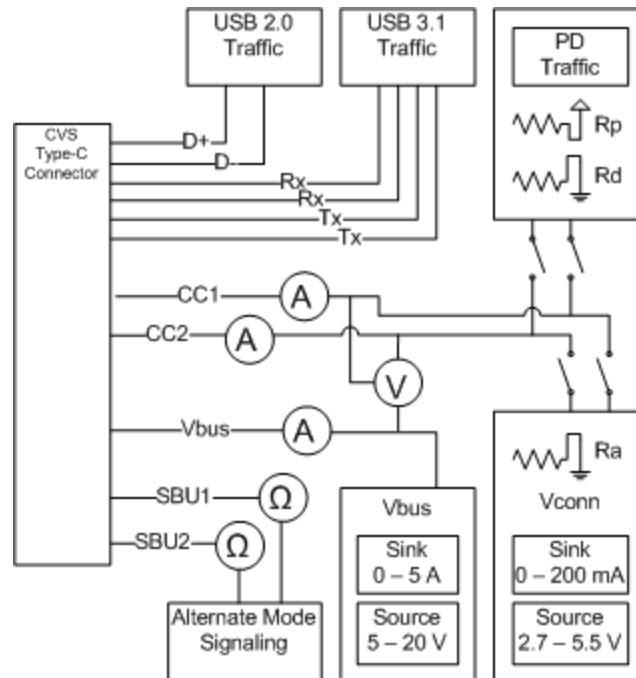 USB 2.0
Traffic
USB 3.1
Traffic
PD
Traffic
Rp
Rd
CVS
Type-C
Connector
D+
D-
Rx
Rx
Tx
Tx
CC1
A
CC2
A
V
Vbus
A
SBU1
Ω
SBU2
Ω
Alternate Mode
Signaling
Vbus
Sink
0 – 5 A
Source
5 – 20 V
Ra
Vconn
Sink
0 – 200 mA
Source
2.7 – 5.5 V